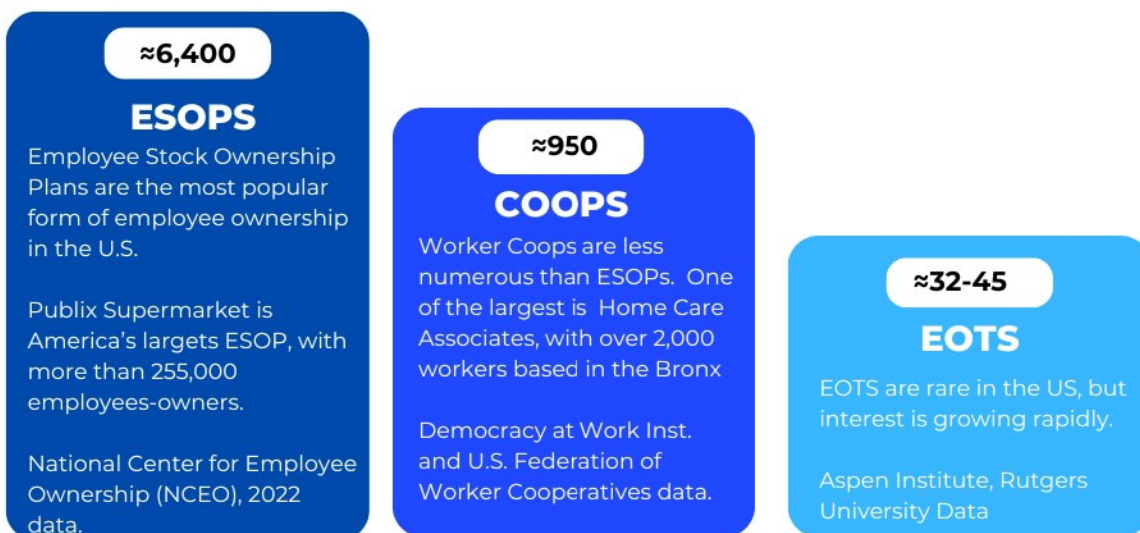 ≈6,400
ESOPS
Employee Stock Ownership
Plans are the most popular
form of employee ownership
in the U.S.
Publix Supermarket is
America's largets ESOP, with
more than 255,000
employees-owners.
National Center for Employee
Ownership (NCEO), 2022
data.
≈950
COOPS
Worker Coops are less
numerous than ESOPs. One
of the largest is Home Care
Associates, with over 2,000
workers based in the Bronx
Democracy at Work Inst.
and U.S. Federation of
Worker Cooperatives data.
≈32-45
EOTS
EOTS are rare in the US, but
interest is growing rapidly.
Aspen Institute, Rutgers
University Data